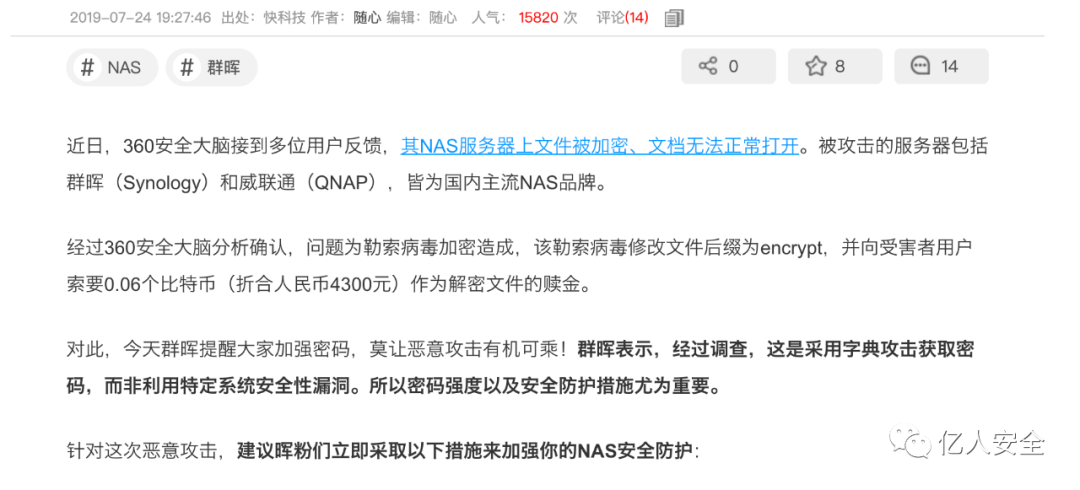 2019-07-24 19:27:46 出处：快科技 作者：随心 编辑：随心 人气： 15820 次 评论(14)
# NAS # 群晖 0 8 14
近日，360安全大脑接到多位用户反馈，其NAS服务器上文件被加密、文档无法正常打开。被攻击的服务器包括
群晖（Synology）和威联通（QNAP），皆为国内主流NAS品牌。
经过360安全大脑分析确认，问题为勒索病毒加密造成，该勒索病毒修改文件后缀为encrypt，并向受害者用户
索要0.06个比特币（折合人民币4300元）作为解密文件的赎金。
对此，今天群晖提醒大家加强密码，莫让恶意攻击有机可乘！群晖表示，经过调查，这是采用字典攻击获取密
码，而非利用特定系统安全性漏洞。所以密码强度以及安全防护措施尤为重要。
针对这次恶意攻击，建议晖粉们立即采取以下措施来加强你的NAS安全防护：
亿人安全